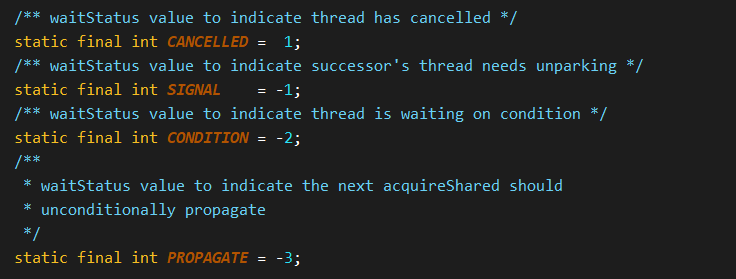 /** waitStatus value to indicate thread has cancelled */
static final int CANCELLED =  1;
/** waitStatus value to indicate successor's thread needs unparking */
static final int SIGNAL    = -1;
/** waitStatus value to indicate thread is waiting on condition */
static final int CONDITION = -2;
/**
 * waitStatus value to indicate the next acquireShared should
 * unconditionally propagate
 */
static final int PROPAGATE = -3;